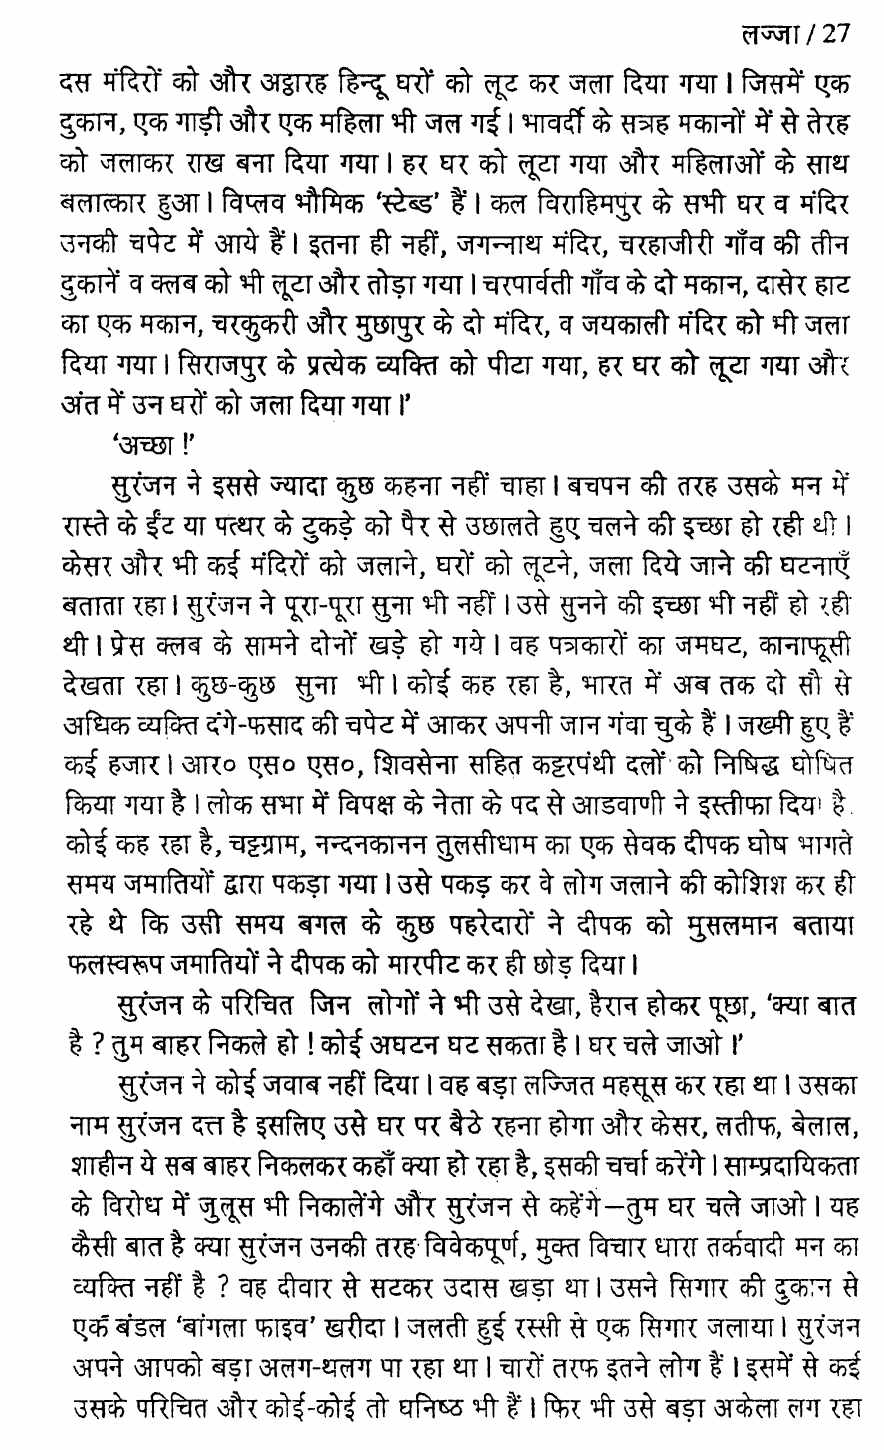 लज्जा / 27
दस मंदिरों को और अट्ठारह हिन्दू घरों को लूट कर जला दिया गया। जिसमें एक
दुकान, एक गाड़ी और एक महिला भी जल गई। भावर्दी के सत्रह मकानों में से तेरह
को जलाकर राख बना दिया गया। हर घर को लूटा गया और महिलाओं के साथ
बलात्कार हुआ। विप्लव भौमिक ‘स्टेब्ड’ हैं। कल विराहिमपुर के सभी घर व मंदिर
उनकी चपेट में आये हैं। इतना ही नहीं, जगन्नाथ मंदिर, चरहाजीरी गाँव की तीन
दुकानें व क्लब को भी लूटा और तोड़ा गया। चरपार्वती गाँव के दो मकान, दासेर हाट
का एक मकान, चरकुकरी और मुछापुर के दो मंदिर, व जयकाली मंदिर को भी जला
दिया गया। सिराजपुर के प्रत्येक व्यक्ति को पीटा गया, हर घर को लूटा गया और
अंत में उन घरों को जला दिया गया।’
‘अच्छा !’
सुरंजन ने इससे ज्यादा कुछ कहना नहीं चाहा। बचपन की तरह उसके मन में
रास्ते के ईंट या पत्थर के टुकड़े को पैर से उछालते हुए चलने की इच्छा हो रही थी।
केसर और भी कई मंदिरों को जलाने, घरों को लूटने, जला दिये जाने की घटनाएँ
बताता रहा। सुरंजन ने पूरा-पूरा सुना भी नहीं। उसे सुनने की इच्छा भी नहीं हो रही
थी। प्रेस क्लब के सामने दोनों खड़े हो गये। वह पत्रकारों का जमघट, कानाफूसी
देखता रहा। कुछ-कुछ सुना भी। कोई कह रहा है, भारत में अब तक दो सौ से
अधिक व्यक्ति दंगे-फसाद की चपेट में आकर अपनी जान गंवा चुके हैं। जख्मी हुए हैं
कई हजार। आर० एस० एस०, शिवसेना सहित कट्टरपंथी दलों को निषिद्ध घोषित
किया गया है। लोक सभा में विपक्ष के नेता के पद से आडवाणी ने इस्तीफा दिया है.
कोई कह रहा है, चट्टग्राम, नन्दनकानन तुलसीधाम का एक सेवक दीपक घोष भागते
समय जमातियों द्वारा पकड़ा गया। उसे पकड़ कर वे लोग जलाने की कोशिश कर ही
रहे थे कि उसी समय बगल के कुछ पहरेदारों ने दीपक को मुसलमान बताया
फलस्वरूप जमातियों ने दीपक को मारपीट कर ही छोड़ दिया।
सुरंजन के परिचित जिन लोगों ने भी उसे देखा, हैरान होकर पूछा, ‘क्या बात
है ? तुम बाहर निकले हो ! कोई अघटन घट सकता है। घर चले जाओ।’
सुरंजन ने कोई जवाब नहीं दिया। वह बड़ा लज्जित महसूस कर रहा था। उसका
नाम सुरंजन दत्त है इसलिए उसे घर पर बैठे रहना होगा और केसर, लतीफ, बेलाल,
शाहीन ये सब बाहर निकलकर कहाँ क्या हो रहा है, इसकी चर्चा करेंगे। साम्प्रदायिकता
के विरोध में जुलूस भी निकालेंगे और सुरंजन से कहेंगे—तुम घर चले जाओ। यह
कैसी बात है क्या सुरंजन उनकी तरह विवेकपूर्ण, मुक्त विचार धारा तर्कवादी मन का
व्यक्ति नहीं है ? वह दीवार से सटकर उदास खड़ा था। उसने सिगार की दुकान से
एक बंडल ‘बांगला फाइव’ खरीदा। जलती हुई रस्सी से एक सिगार जलाया। सुरंजन
अपने आपको बड़ा अलग-थलग पा रहा था। चारों तरफ इतने लोग हैं। इसमें से कई
उसके परिचित और कोई-कोई तो घनिष्ठ भी हैं। फिर भी उसे बड़ा अकेला लग रहा